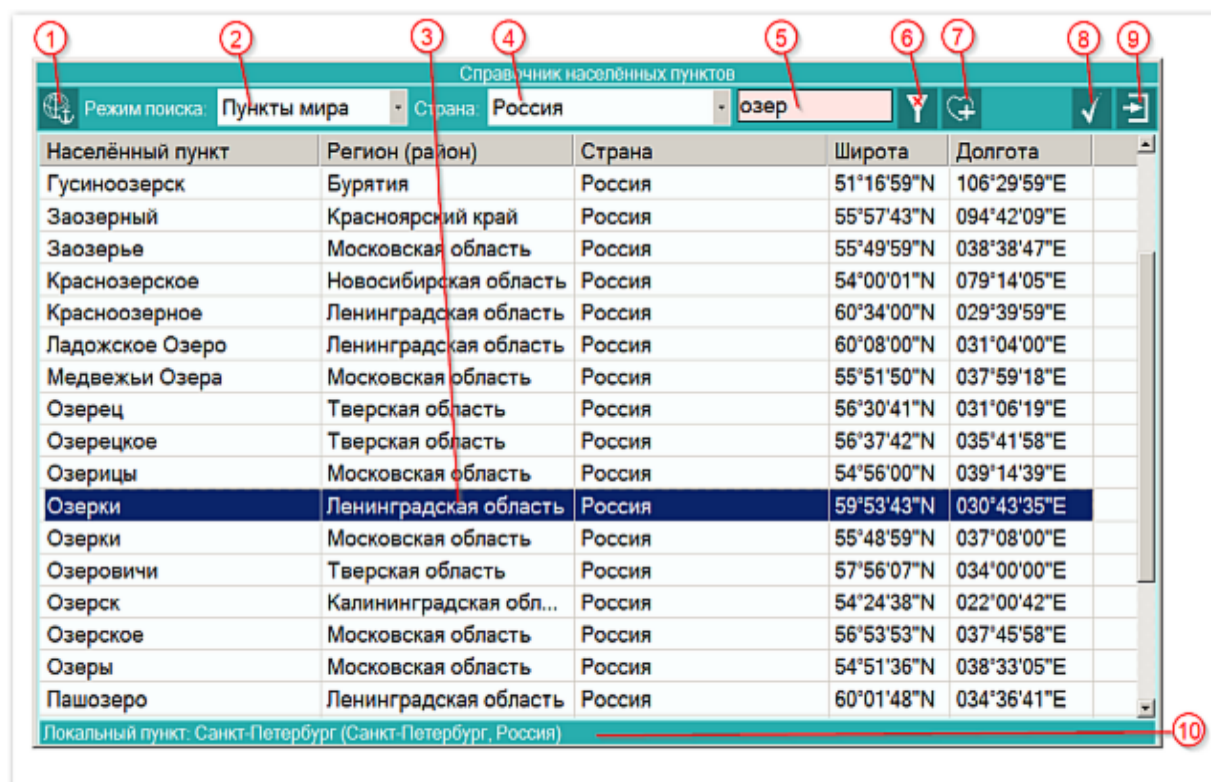 1 2 3 4 5 6 7 8 9
Справочник населённых пунктов
Режим поиска: Пункты мира Страна: Россия озер
Населённый пункт Регион (район) Страна Широта Долгота
Гусиноозерск Бурятия Россия 51°16'59"N 106°29'59"E
Заозерный Красноярский край Россия 55°57'43"N 094°42'09"E
Заозерье Московская область Россия 55°49'59"N 038°38'47"E
Краснозерское Новосибирская область Россия 54°00'01"N 079°14'05"E
Красноозерное Ленинградская область Россия 60°34'00"N 029°39'59"E
Ладожское Озеро Ленинградская область Россия 60°08'00"N 031°04'00"E
Медвежьи Озера Московская область Россия 55°51'50"N 037°59'18"E
Озерец Тверская область Россия 56°30'41"N 031°06'19"E
Озерецкое Тверская область Россия 56°37'42"N 035°41'58"E
Озерицы Московская область Россия 54°56'00"N 039°14'39"E
Озерки Ленинградская область Россия 59°53'43"N 030°43'35"E
Озерки Московская область Россия 55°48'59"N 037°08'00"E
Озеровичи Тверская область Россия 57°56'07"N 034°00'00"E
Озерск Калининградская обл... Россия 54°24'38"N 022°00'42"E
Озерское Московская область Россия 56°53'53"N 037°45'58"E
Озеры Московская область Россия 54°51'36"N 038°33'05"E
Пашозеро Ленинградская область Россия 60°01'48"N 034°36'41"E
Локальный пункт: Санкт-Петербург (Санкт-Петербург, Россия) 10